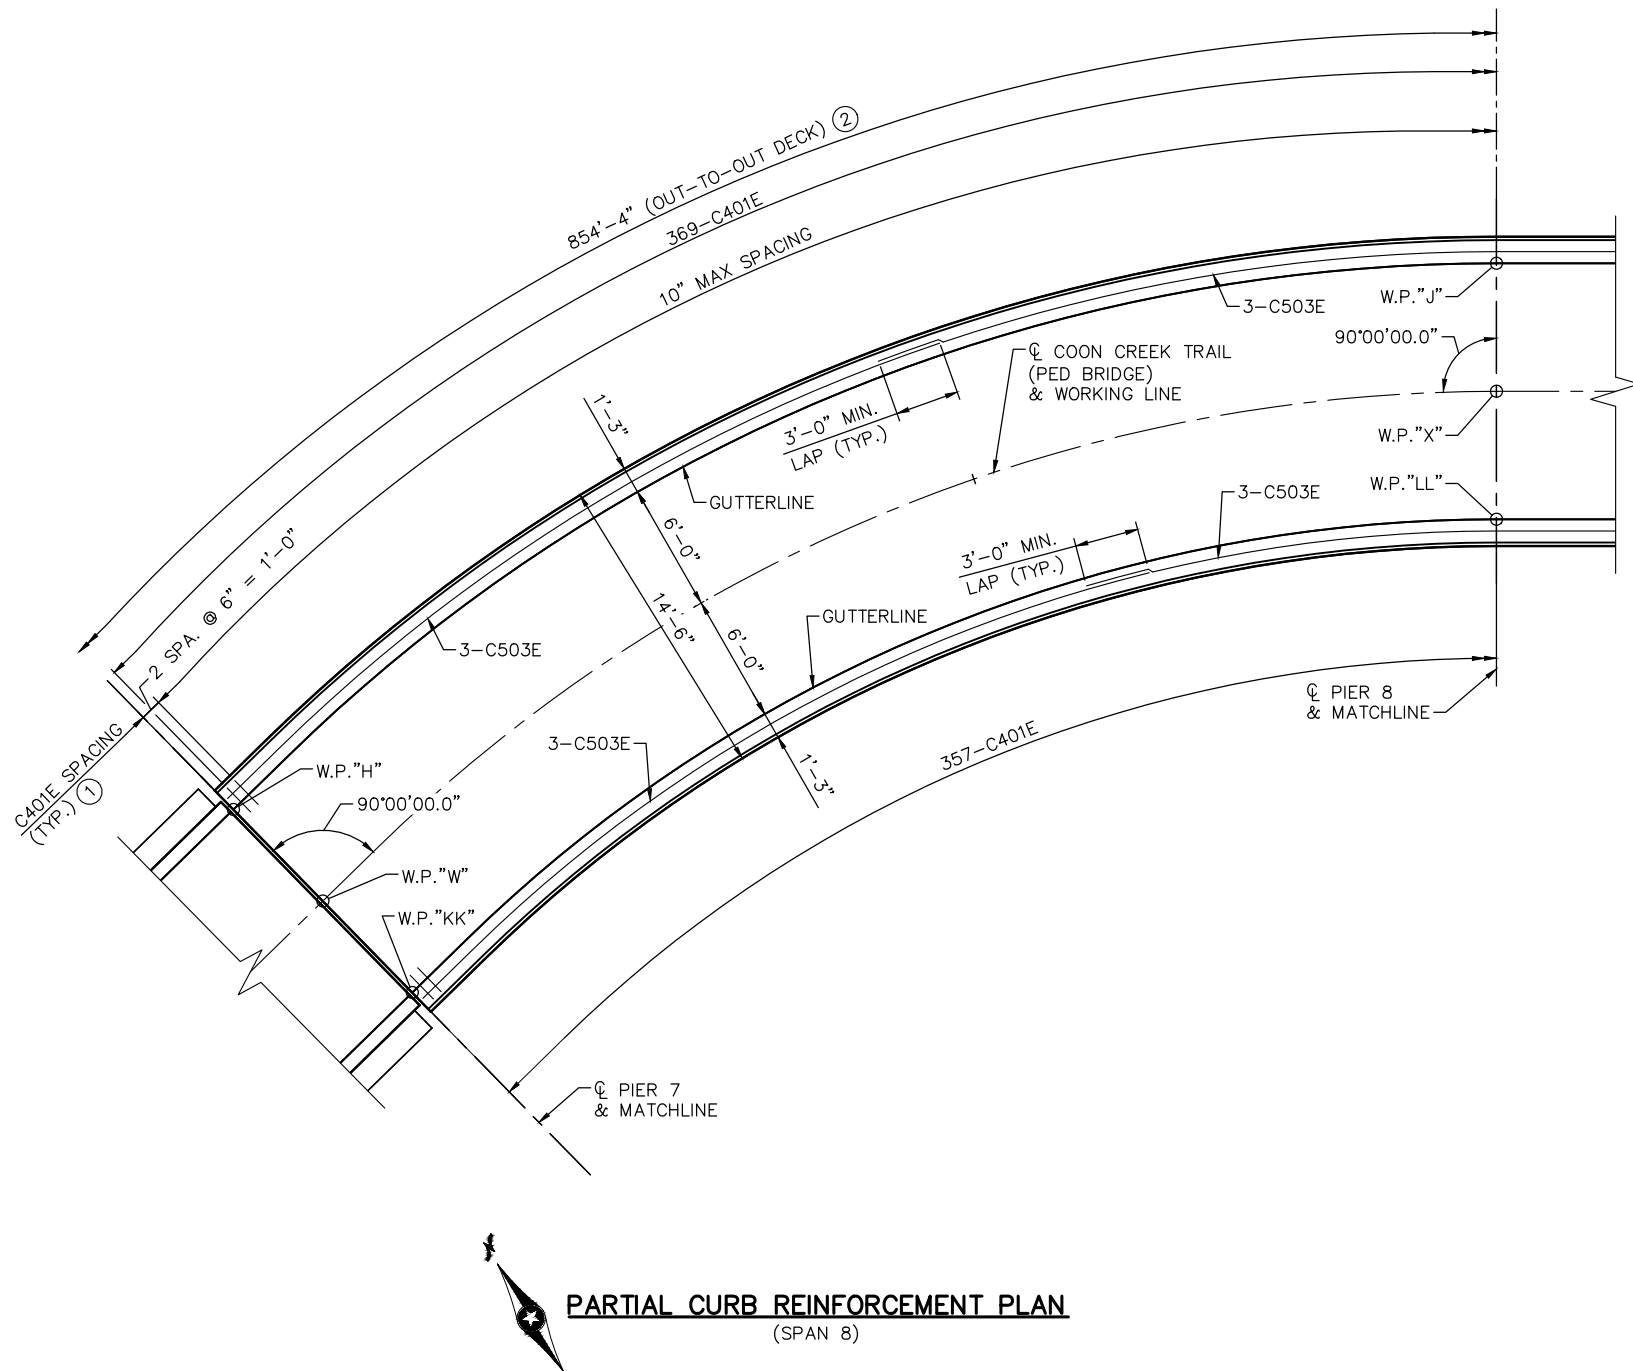 854'-4" (OUT-TO-OUT DECK) 2
369-C401E
10" MAX SPACING
3-C503E
W.P."J"
90°00'00.0"
℄ COON CREEK TRAIL
(PED BRIDGE)
& WORKING LINE
1'-3"
3'-0" MIN.
LAP (TYP.)
W.P."X"
W.P."LL"
3-C503E
GUTTERLINE
6'-0"
3'-0" MIN.
LAP (TYP.)
2 SPA. @ 6" = 1'-0"
14'-6"
GUTTERLINE
3-C503E
6'-0"
℄ PIER 8
& MATCHLINE
3-C503E
357-C401E
1'-3"
C401E SPACING
(TYP.) 1
W.P."H"
90°00'00.0"
W.P."W"
W.P."KK"
℄ PIER 7
& MATCHLINE
PARTIAL CURB REINFORCEMENT PLAN
(SPAN 8)